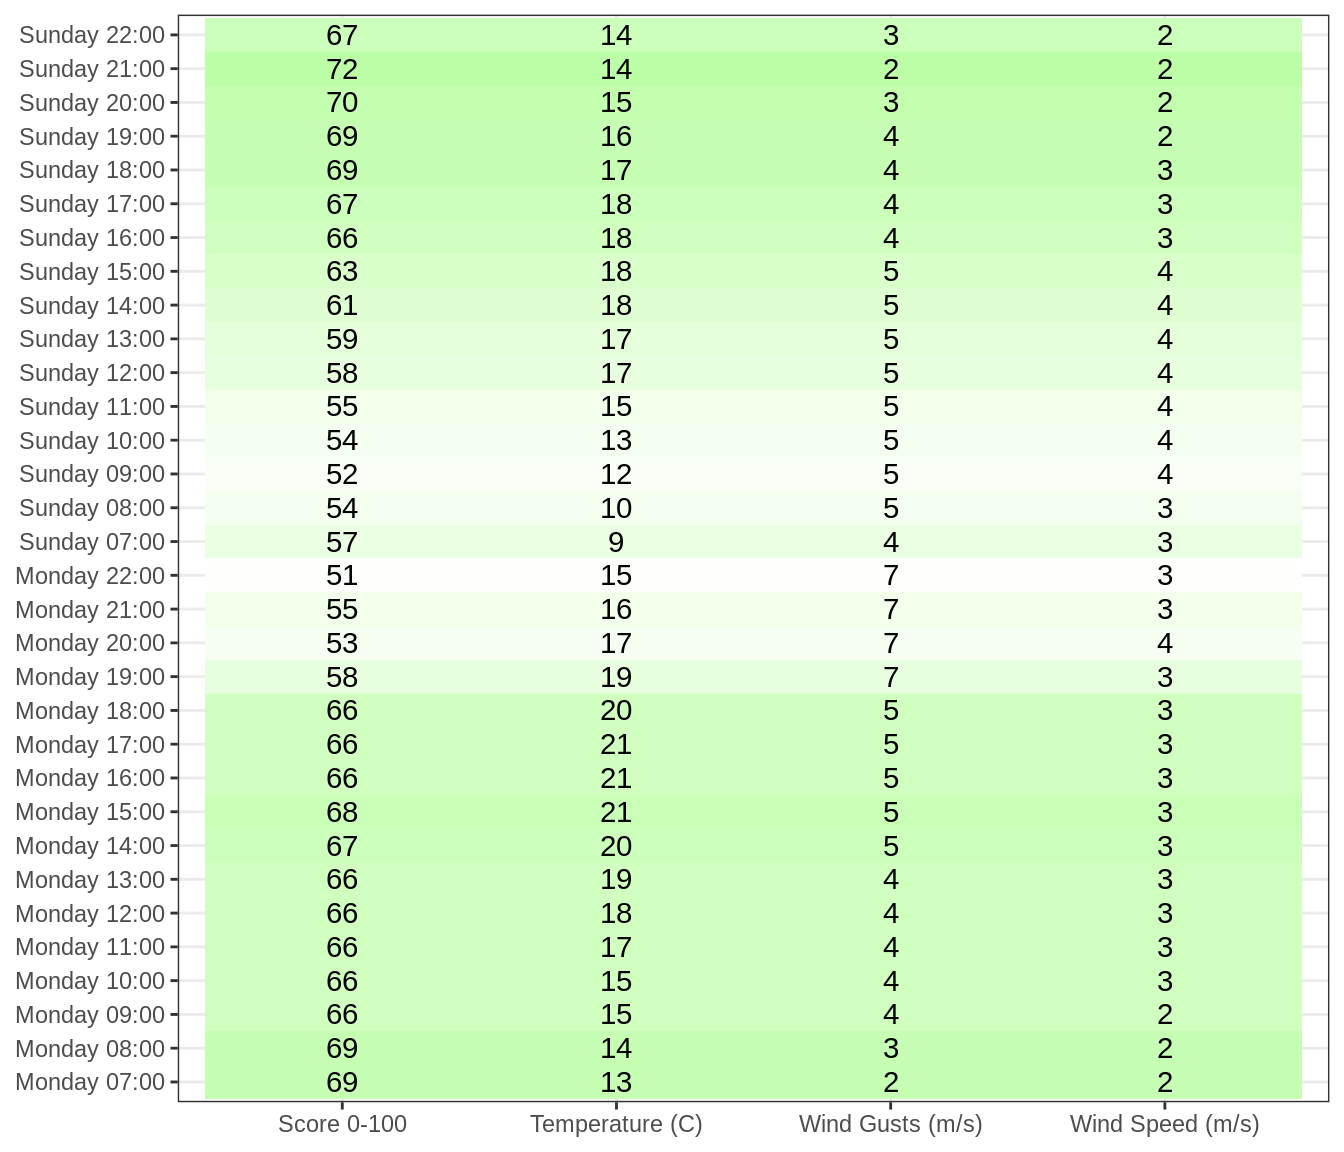 Sunday 22:00 67 14 3 2
Sunday 21:00 72 14 2 2
Sunday 20:00 70 15 3 2
Sunday 19:00 69 16 4 2
Sunday 18:00 69 17 4 3
Sunday 17:00 67 18 4 3
Sunday 16:00 66 18 4 3
Sunday 15:00 63 18 5 4
Sunday 14:00 61 18 5 4
Sunday 13:00 59 17 5 4
Sunday 12:00 58 17 5 4
Sunday 11:00 55 15 5 4
Sunday 10:00 54 13 5 4
Sunday 09:00 52 12 5 4
Sunday 08:00 54 10 5 3
Sunday 07:00 57 9 4 3
Monday 22:00 51 15 7 3
Monday 21:00 55 16 7 3
Monday 20:00 53 17 7 4
Monday 19:00 58 19 7 3
Monday 18:00 66 20 5 3
Monday 17:00 66 21 5 3
Monday 16:00 66 21 5 3
Monday 15:00 68 21 5 3
Monday 14:00 67 20 5 3
Monday 13:00 66 19 4 3
Monday 12:00 66 18 4 3
Monday 11:00 66 17 4 3
Monday 10:00 66 15 4 3
Monday 09:00 66 15 4 2
Monday 08:00 69 14 3 2
Monday 07:00 69 13 2 2
Score 0-100 Temperature (C) Wind Gusts (m/s) Wind Speed (m/s)